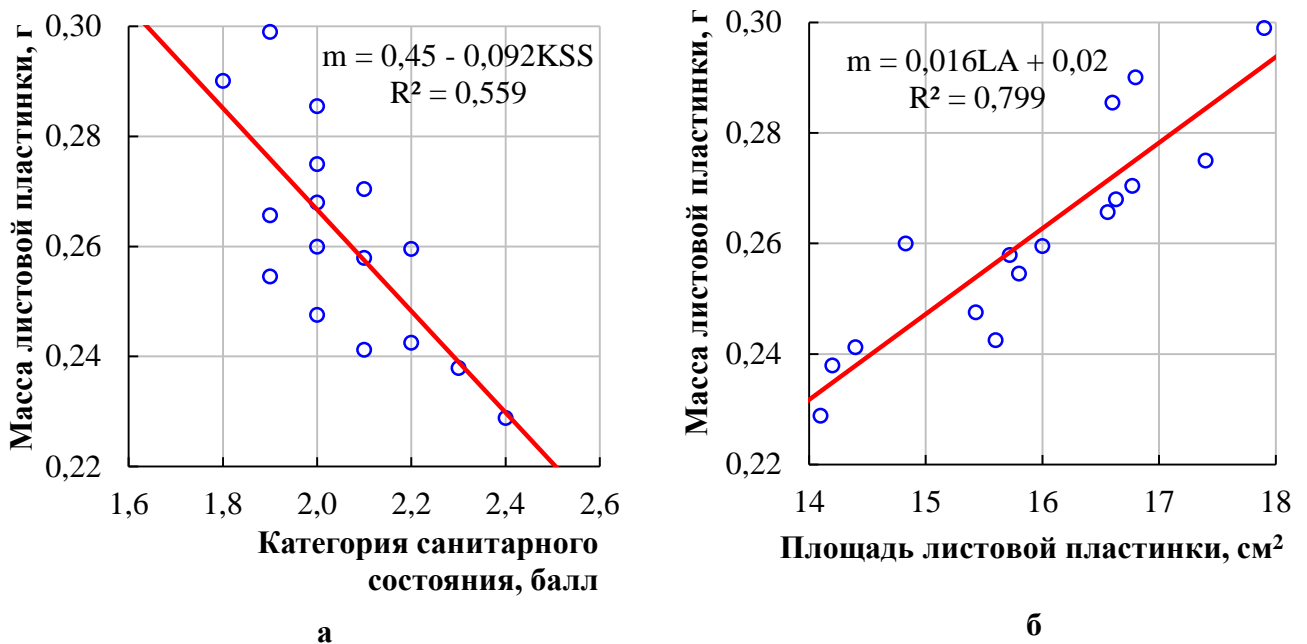 Масса листовой пластинки, г
0,30
0,28
0,26
0,24
0,22
m = 0,45 - 0,092KSS
R² = 0,559
1,6 1,8 2,0 2,2 2,4 2,6
Категория санитарного
состояния, балл
а
Масса листовой пластинки, г
0,30
0,28
0,26
0,24
0,22
m = 0,016LA + 0,02
R² = 0,799
14 15 16 17 18
Площадь листовой пластинки, см²
б